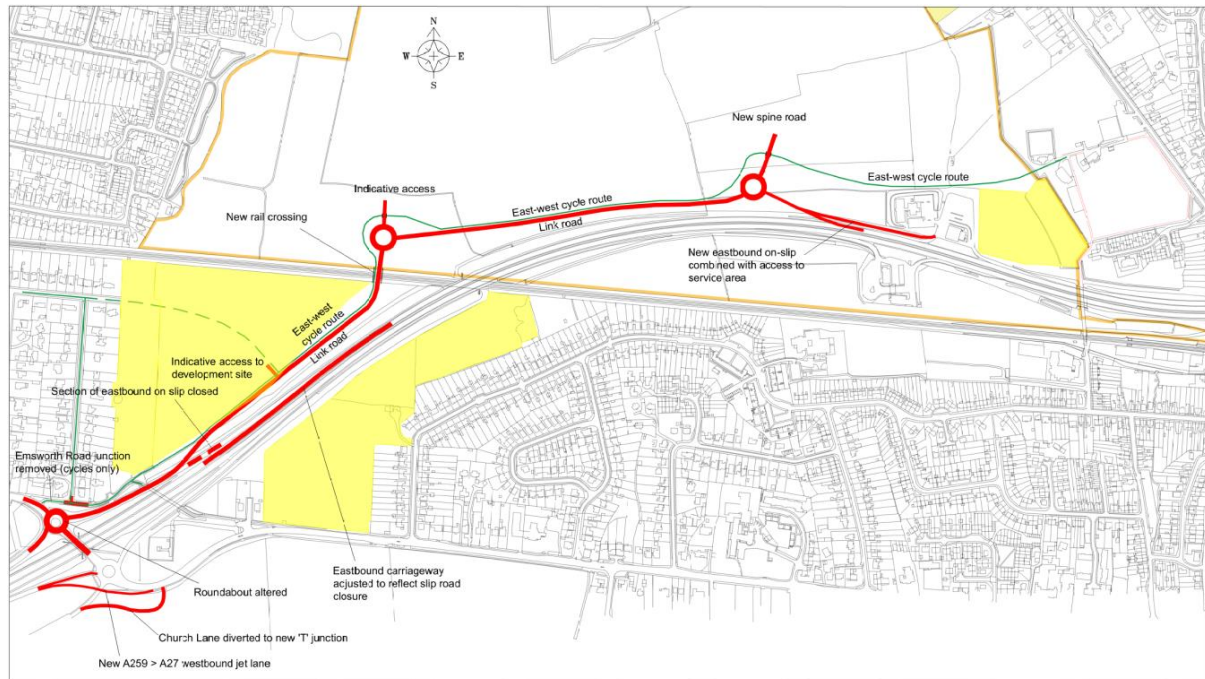 N
W E
S
New spine road
East-west cycle route
Indicative access
East-west cycle route
Link road
New rail crossing
New eastbound on-slip
combined with access to
service area
East-west
cycle route
Link road
Indicative access to
development site
Section of eastbound on slip closed
Emsworth Road junction
removed (cycles only)
Eastbound carriageway
adjusted to reflect slip road
closure
Roundabout altered
Church Lane diverted to new 'T' junction
New A259 > A27 westbound jet lane